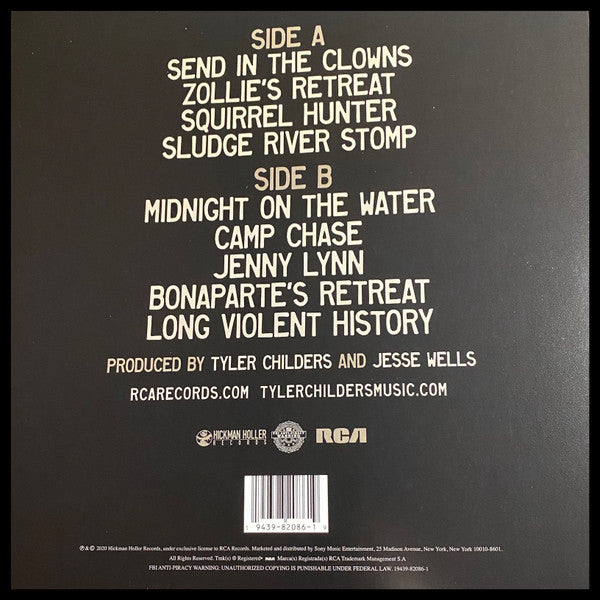 SIDE A
SEND IN THE CLOWNS
ZOLLIE'S RETREAT
SQUIRREL HUNTER
SLUDGE RIVER STOMP
SIDE B
MIDNIGHT ON THE WATER
CAMP CHASE
JENNY LYNN
BONAPARTE'S RETREAT
LONG VIOLENT HISTORY
PRODUCED BY TYLER CHILDERS AND JESSE WELLS
RCARECORDS.COM TYLERCHILDERSMUSIC.COM
HICKMAN HOLLER
RECORDS
RCA
1 9439-82086-1 9
℗ & © 2020 Hickman Holler Records, under exclusive license to RCA Records. Marketed and distributed by Sony Music Entertainment, 25 Madison Avenue, New York, New York 10010-8601.
All Rights Reserved. Tmk(s) ® Registered• RCA Marca(s) Registrada(s) RCA Trademark Management S.A
FBI ANTI-PIRACY WARNING: UNAUTHORIZED COPYING IS PUNISHABLE UNDER FEDERAL LAW. 19439-82086-1